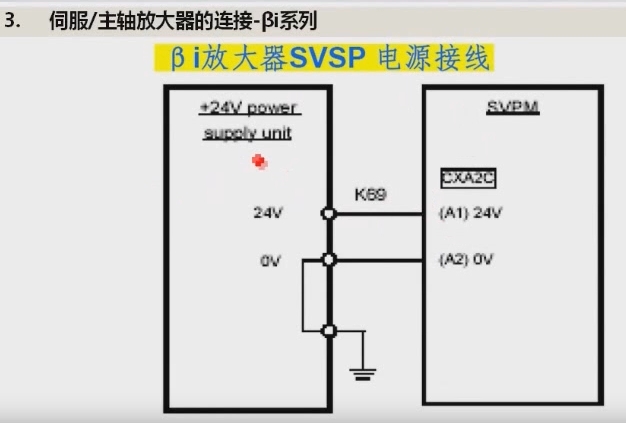 3. 伺服/主轴放大器的连接-βi系列
β i放大器SVSP 电源接线
+24V power
supply unit
SVPM
CXA2C
K69
24V
(A1) 24V
0V
(A2) 0V